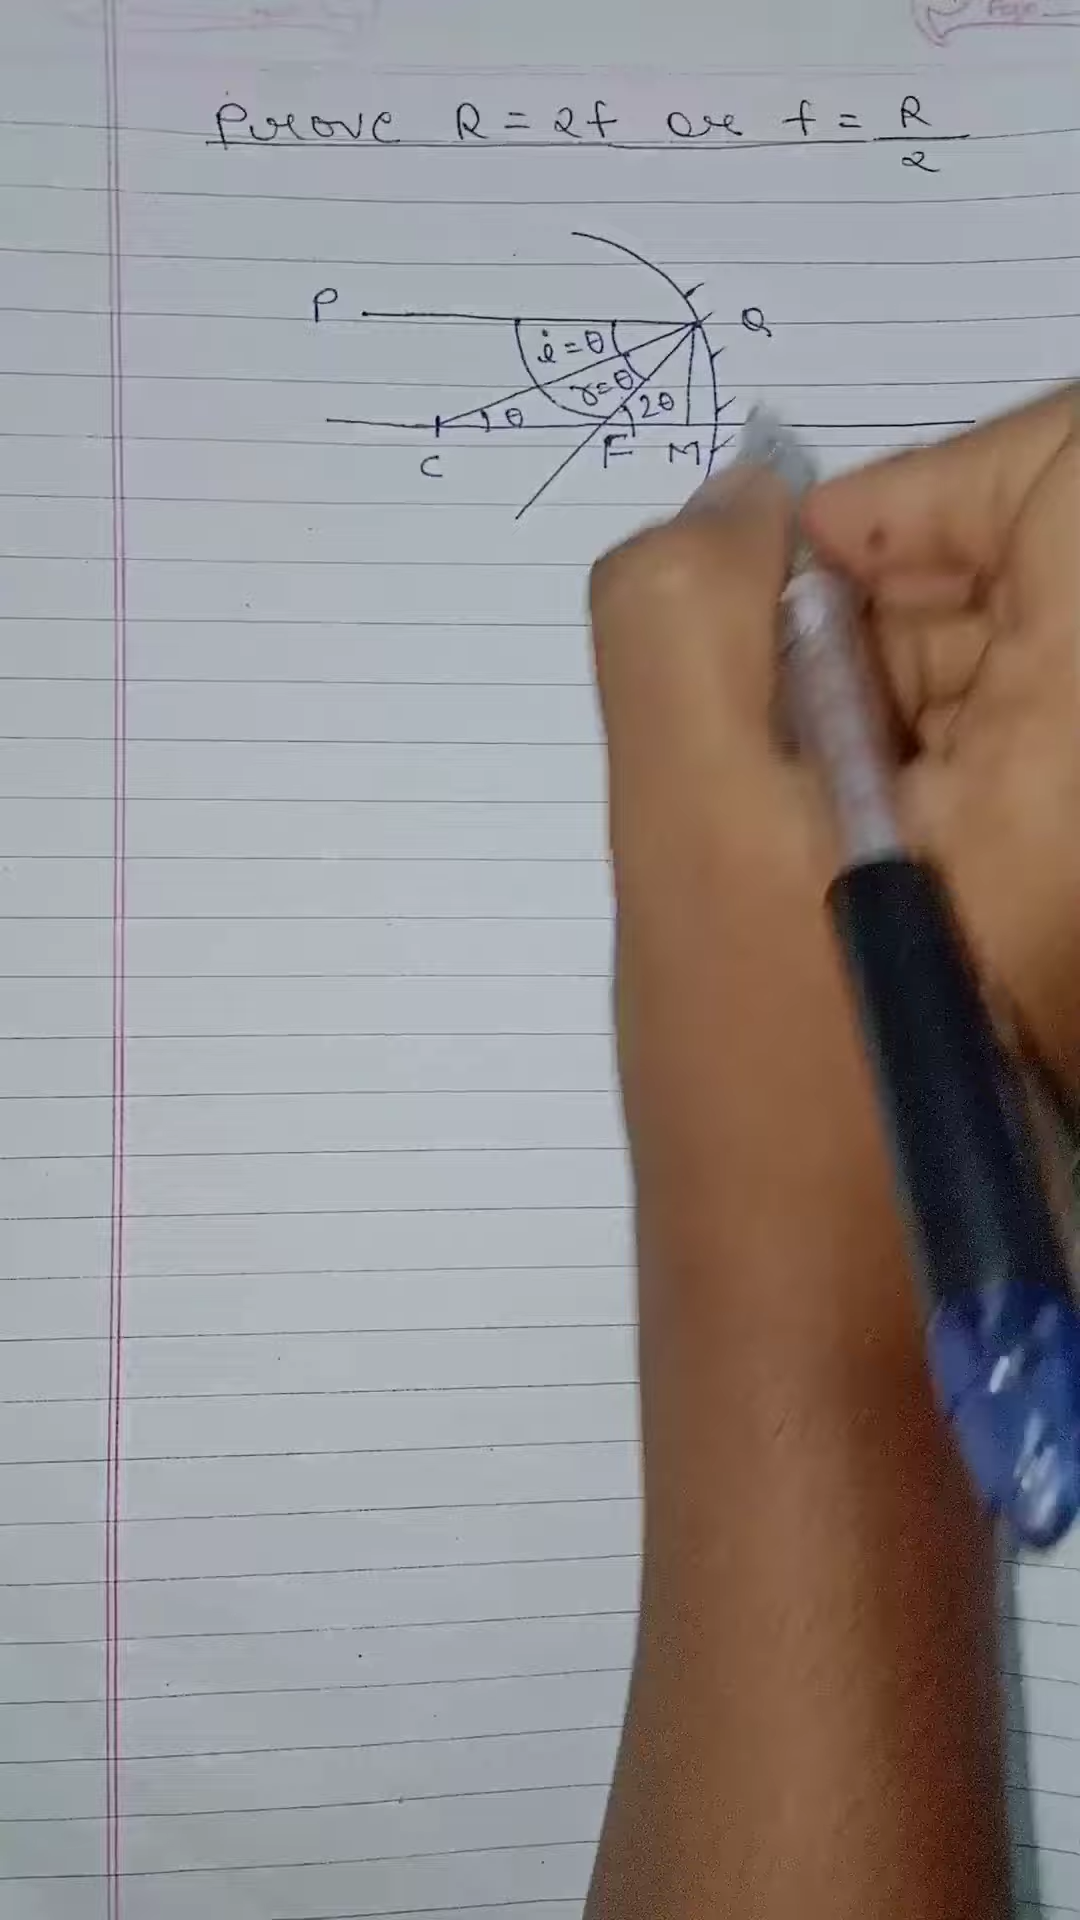 Prove R = 2f or f = R/2
P
Q
i = θ
r = θ
θ
2θ
C
F
M